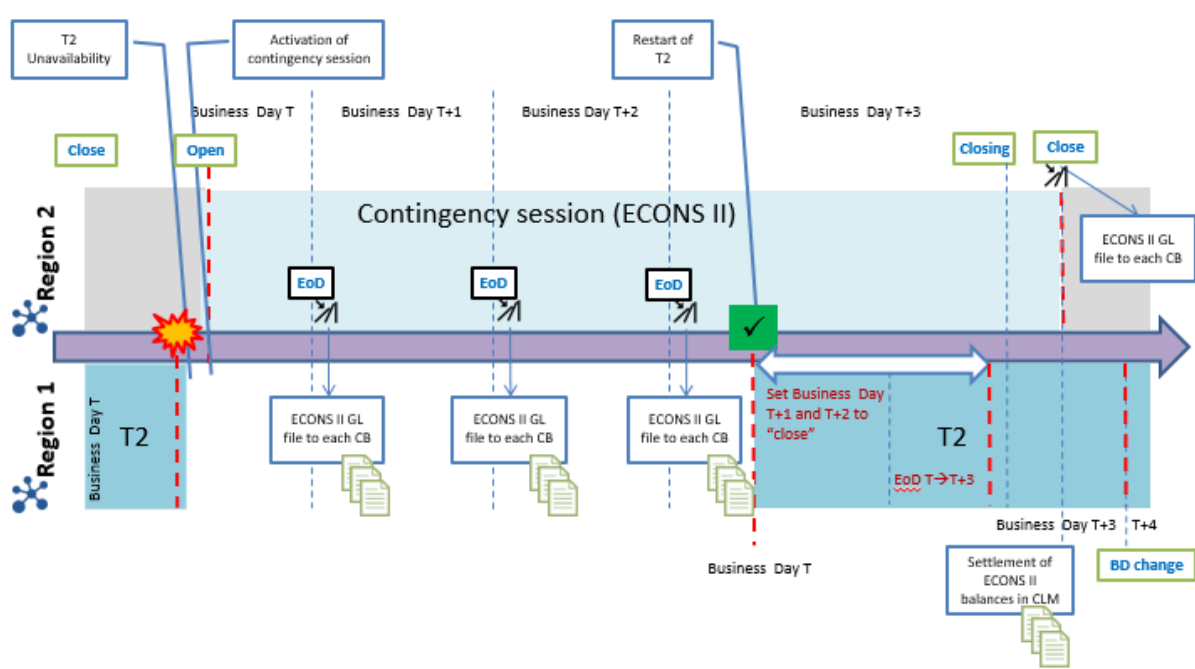 T2
Unavailability
Activation of
contingency session
Restart of
T2
Business Day T
Business Day T+1
Business Day T+2
Business Day T+3
Close
Open
Closing
Close
Region 2
Contingency session (ECONS II)
ECONS II GL
file to each CB
EoD
EoD
EoD
Region 1
Business Day T
T2
ECONS II GL
file to each CB
ECONS II GL
file to each CB
ECONS II GL
file to each CB
Set Business Day
T+1 and T+2 to
“close”
T2
EoD T→T+3
Business Day T+3
T+4
Business Day T
Settlement of
ECONS II
balances in CLM
BD change